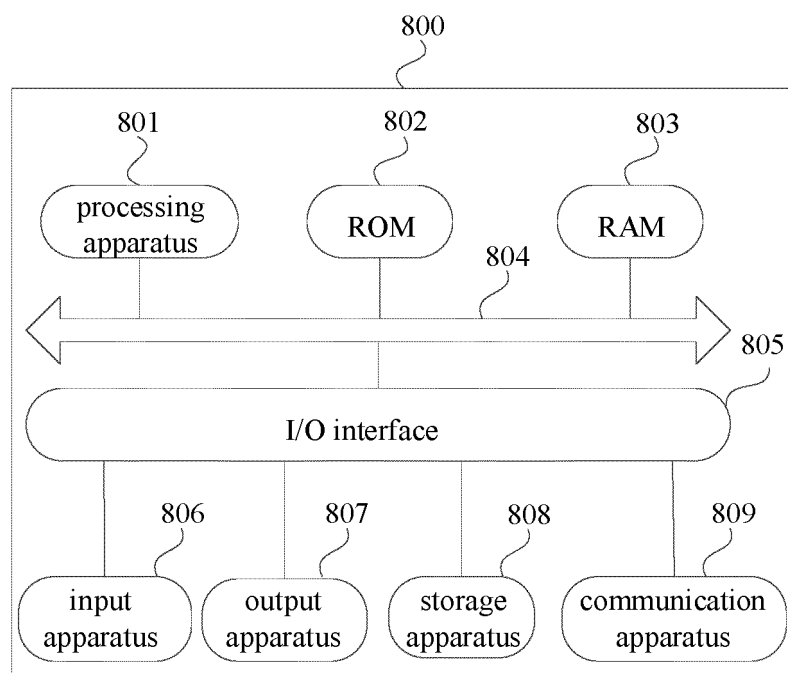 800
801
802
803
processing
apparatus
ROM
RAM
804
805
I/O interface
806
807
808
809
input
apparatus
output
apparatus
storage
apparatus
communication
apparatus